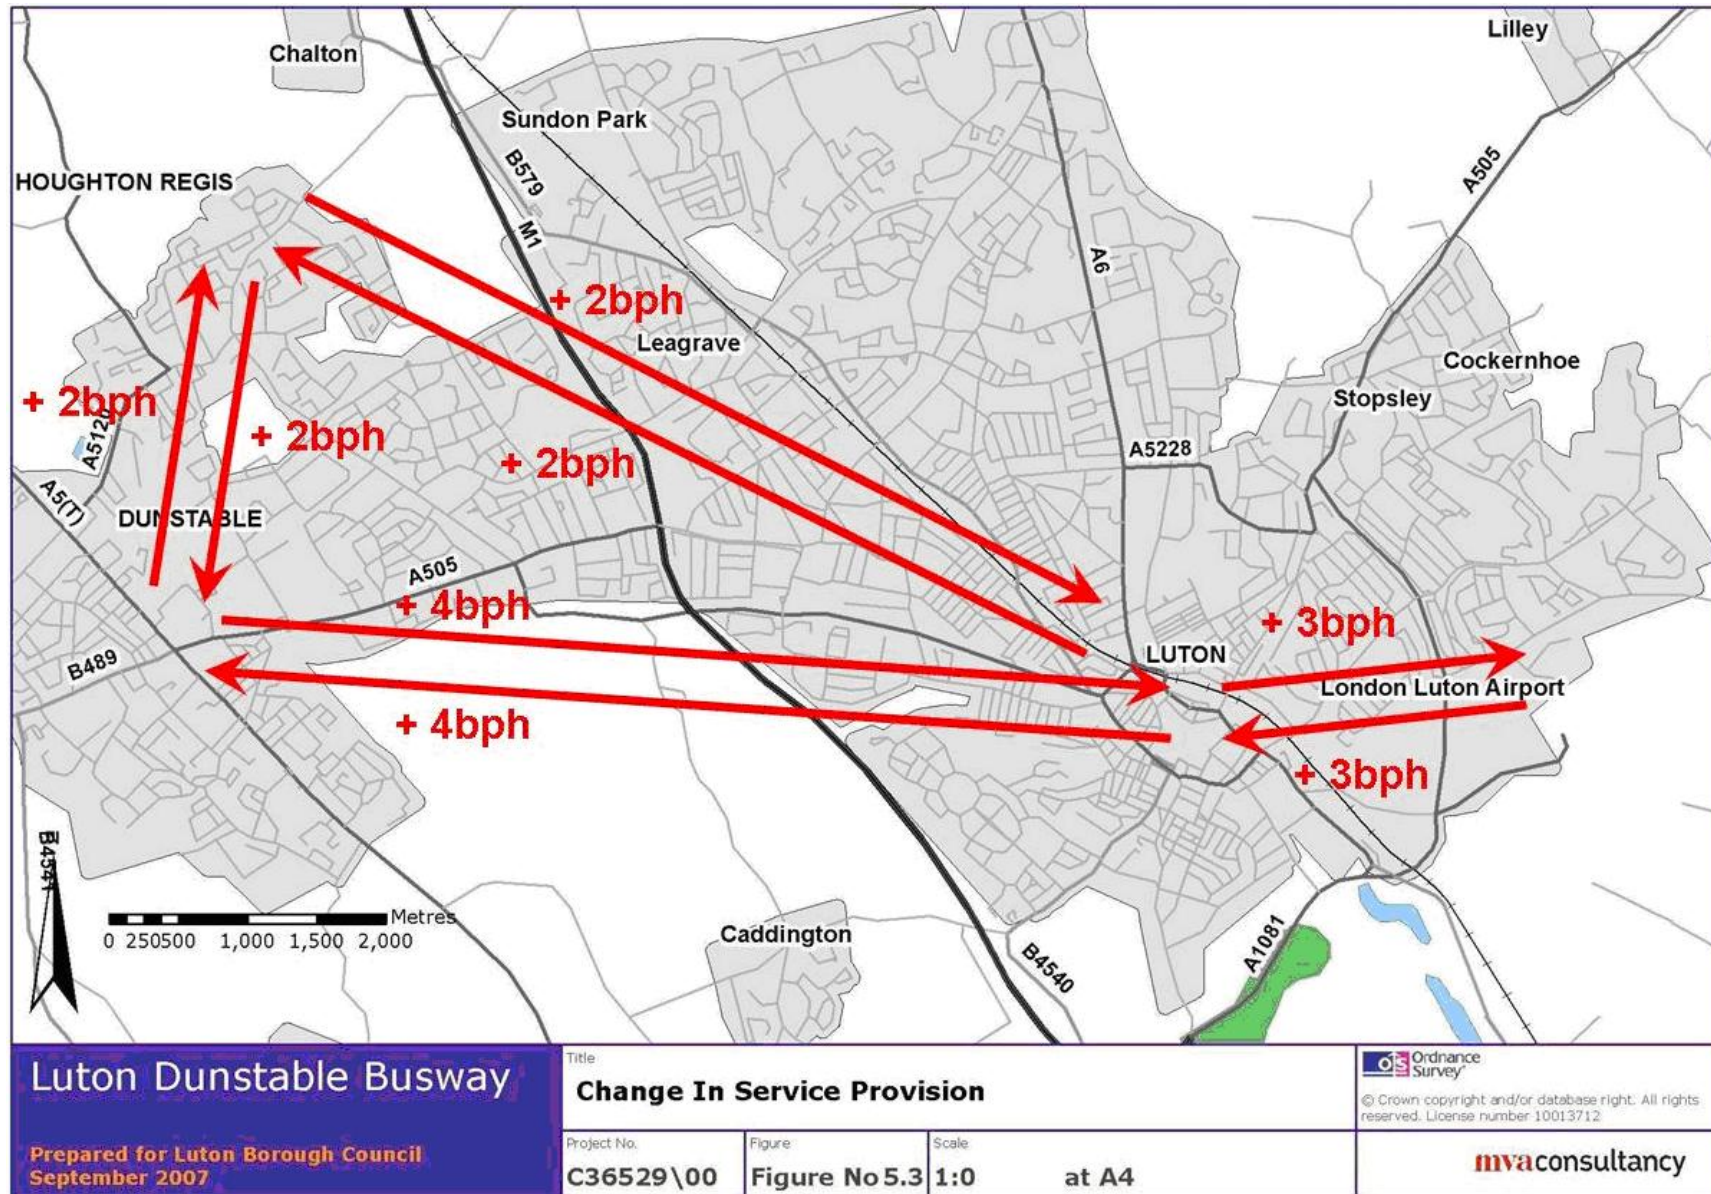 Chalton
Lilley
Sundon Park
B579
A505
HOUGHTON REGIS
M1
A6
+ 2bph
Leagrave
Cockernhoe
Stopsley
+ 2bph
A5120
+ 2bph
+ 2bph
A5228
A5(T)
DUNSTABLE
A505
+ 4bph
+ 3bph
B489
LUTON
London Luton Airport
+ 4bph
+ 3bph
B4541
Metres
0 250500 1,000 1,500 2,000
Caddington
B4540
A1081
Luton Dunstable Busway
Prepared for Luton Borough Council
September 2007
Title
Change In Service Provision
Project No.
C36529\00
Figure
Figure No 5.3
Scale
1:0 at A4
Ordnance
Survey®
© Crown copyright and/or database right. All rights
reserved. License number 10013712
mvaconsultancy